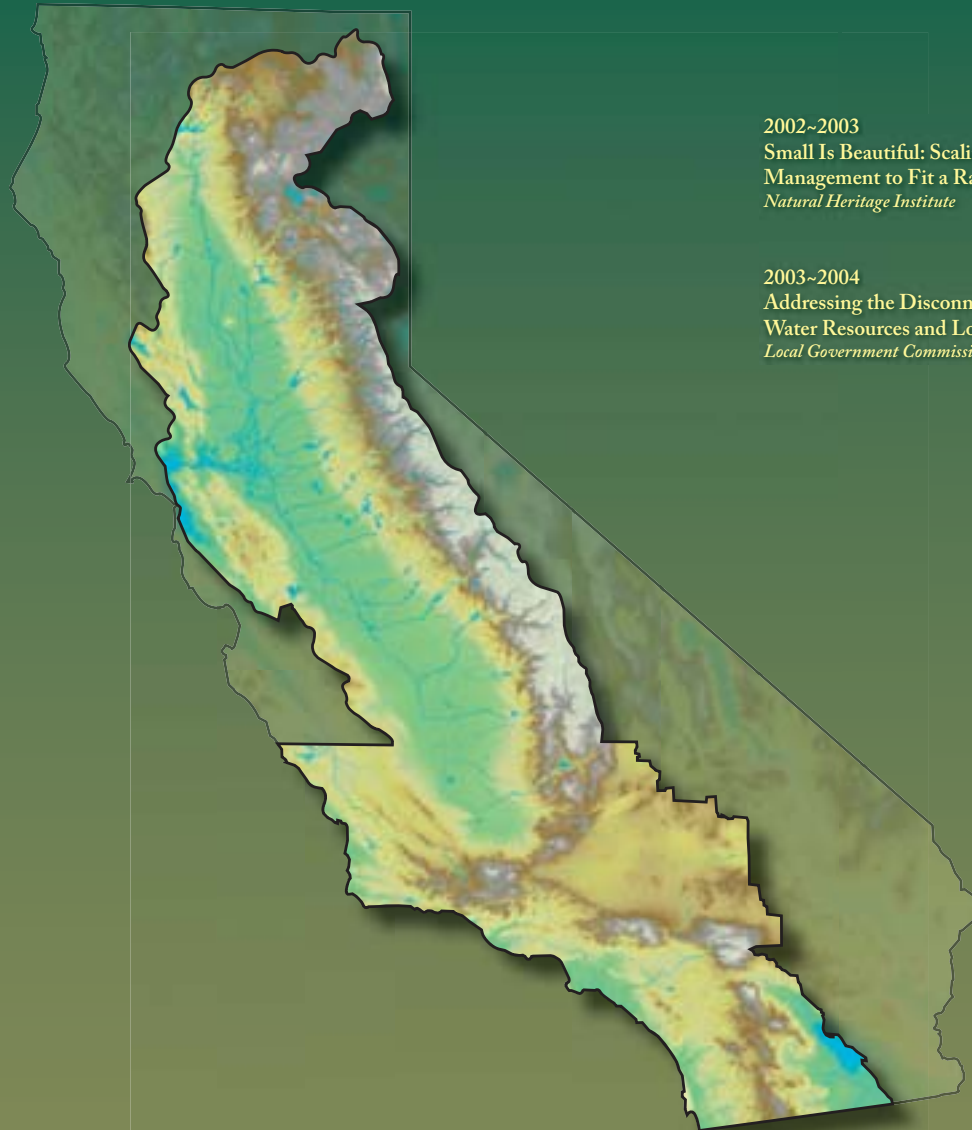 2002~2003
Small Is Beautiful: Scali
Management to Fit a Ra
Natural Heritage Institute
2003~2004
Addressing the Disconn
Water Resources and Lo
Local Government Commissi